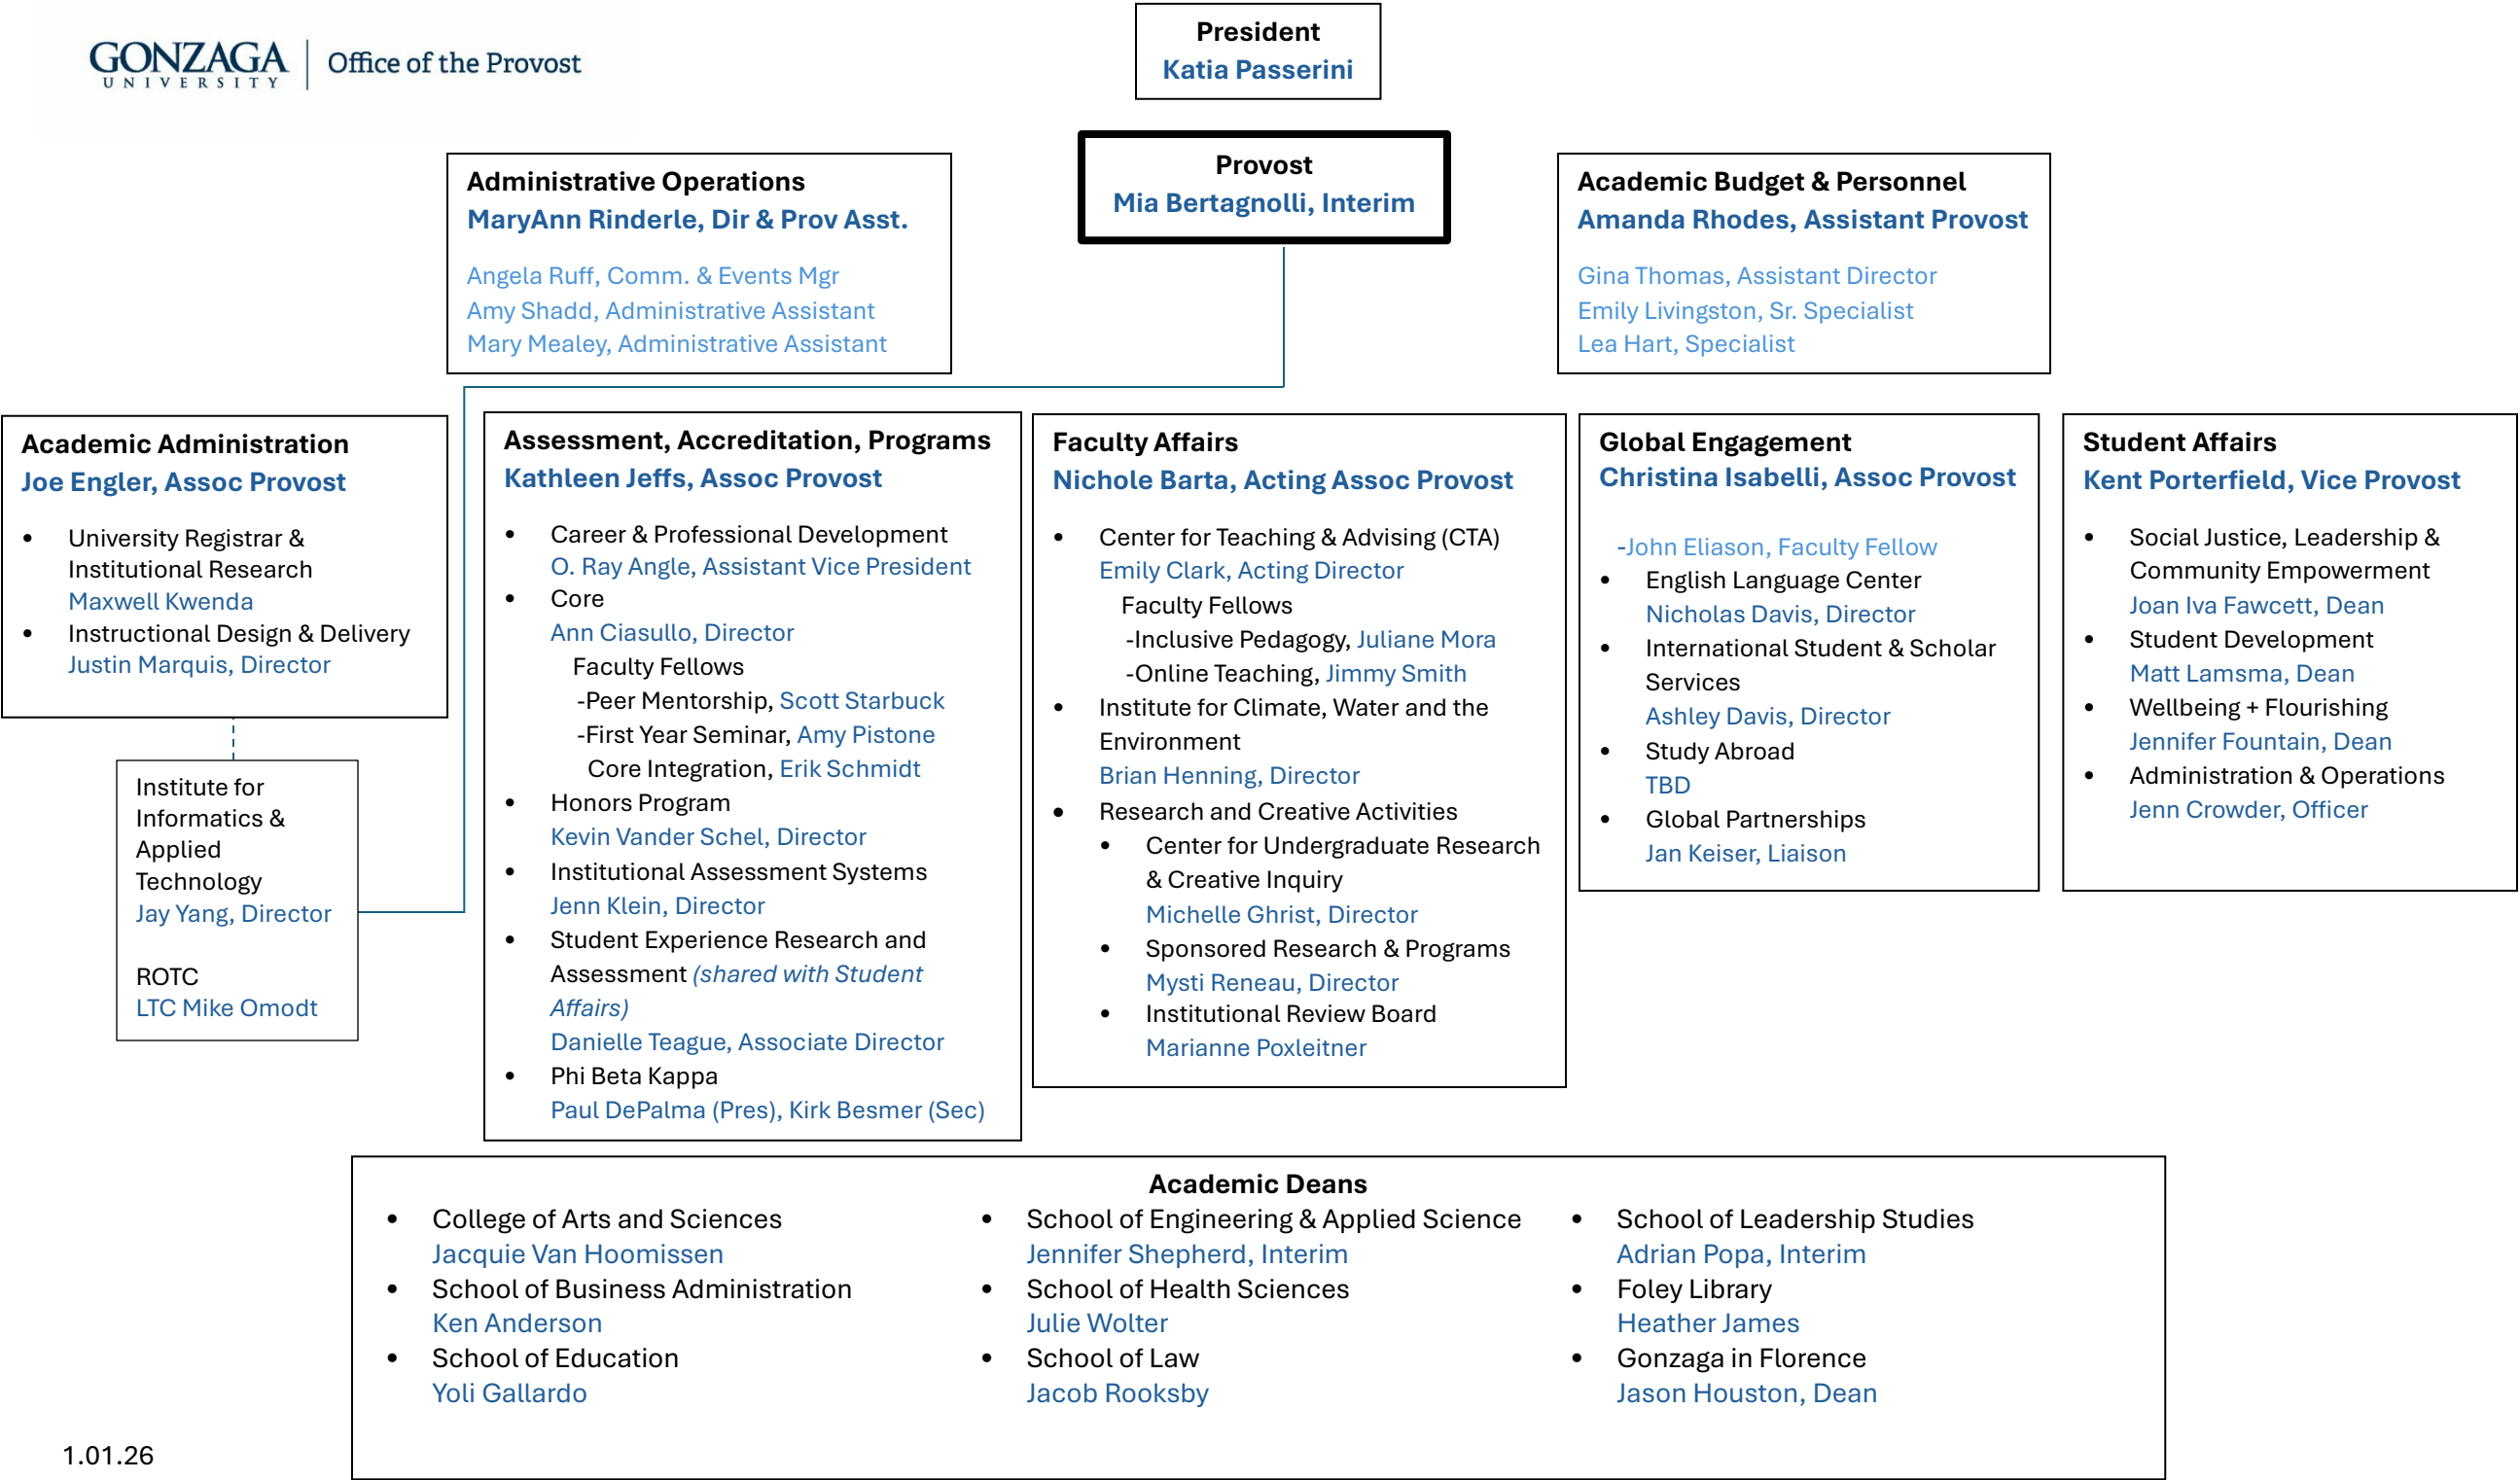 GONZAGA
UNIVERSITY
Office of the Provost
President
Katia Passerini
Provost
Mia Bertagnolli, Interim
Administrative Operations
MaryAnn Rinderle, Dir & Prov Asst.
Angela Ruff, Comm. & Events Mgr
Amy Shadd, Administrative Assistant
Mary Mealey, Administrative Assistant
Academic Budget & Personnel
Amanda Rhodes, Assistant Provost
Gina Thomas, Assistant Director
Emily Livingston, Sr. Specialist
Lea Hart, Specialist
Academic Administration
Joe Engler, Assoc Provost
• University Registrar &
Institutional Research
Maxwell Kwenda
• Instructional Design & Delivery
Justin Marquis, Director
Institute for
Informatics &
Applied
Technology
Jay Yang, Director
ROTC
LTC Mike Omodt
Assessment, Accreditation, Programs
Kathleen Jeffs, Assoc Provost
• Career & Professional Development
O. Ray Angle, Assistant Vice President
• Core
Ann Ciasullo, Director
Faculty Fellows
-Peer Mentorship, Scott Starbuck
-First Year Seminar, Amy Pistone
Core Integration, Erik Schmidt
• Honors Program
Kevin Vander Schel, Director
• Institutional Assessment Systems
Jenn Klein, Director
• Student Experience Research and
Assessment (shared with Student
Affairs)
Danielle Teague, Associate Director
• Phi Beta Kappa
Paul DePalma (Pres), Kirk Besmer (Sec)
Faculty Affairs
Nichole Barta, Acting Assoc Provost
• Center for Teaching & Advising (CTA)
Emily Clark, Acting Director
Faculty Fellows
-Inclusive Pedagogy, Juliane Mora
-Online Teaching, Jimmy Smith
• Institute for Climate, Water and the
Environment
Brian Henning, Director
• Research and Creative Activities
• Center for Undergraduate Research
& Creative Inquiry
Michelle Ghrist, Director
• Sponsored Research & Programs
Mysti Reneau, Director
• Institutional Review Board
Marianne Poxleitner
Global Engagement
Christina Isabelli, Assoc Provost
-John Eliason, Faculty Fellow
• English Language Center
Nicholas Davis, Director
• International Student & Scholar
Services
Ashley Davis, Director
• Study Abroad
TBD
• Global Partnerships
Jan Keiser, Liaison
Student Affairs
Kent Porterfield, Vice Provost
• Social Justice, Leadership &
Community Empowerment
Joan Iva Fawcett, Dean
• Student Development
Matt Lamsma, Dean
• Wellbeing + Flourishing
Jennifer Fountain, Dean
• Administration & Operations
Jenn Crowder, Officer
Academic Deans
• College of Arts and Sciences
Jacquie Van Hoomissen
• School of Business Administration
Ken Anderson
• School of Education
Yoli Gallardo
• School of Engineering & Applied Science
Jennifer Shepherd, Interim
• School of Health Sciences
Julie Wolter
• School of Law
Jacob Rooksby
• School of Leadership Studies
Adrian Popa, Interim
• Foley Library
Heather James
• Gonzaga in Florence
Jason Houston, Dean
1.01.26